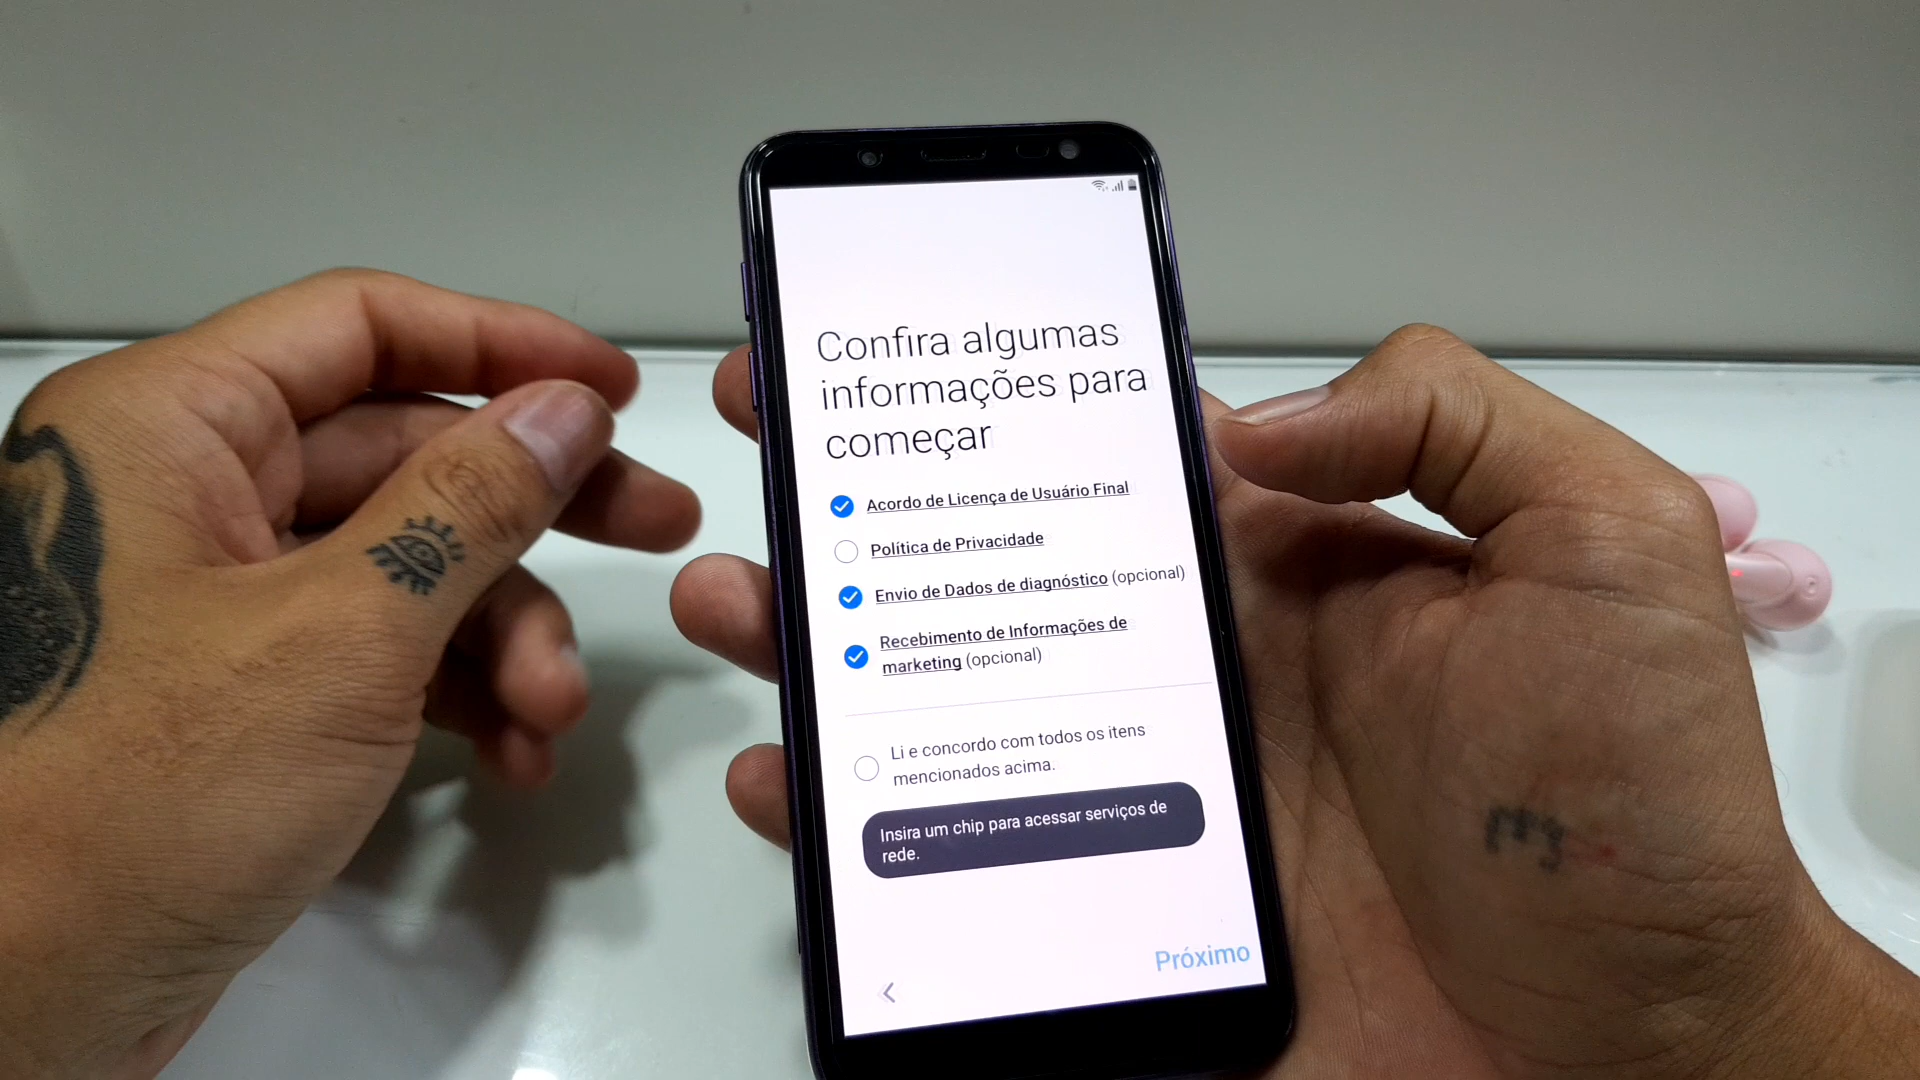 Confira algumas
informações para
começar
Acordo de Licença de Usuário Final
Política de Privacidade
Envio de Dados de diagnóstico (opcional)
Recebimento de Informações de
marketing (opcional)
Li e concordo com todos os itens
mencionados acima.
Insira um chip para acessar serviços de
rede.
Próximo